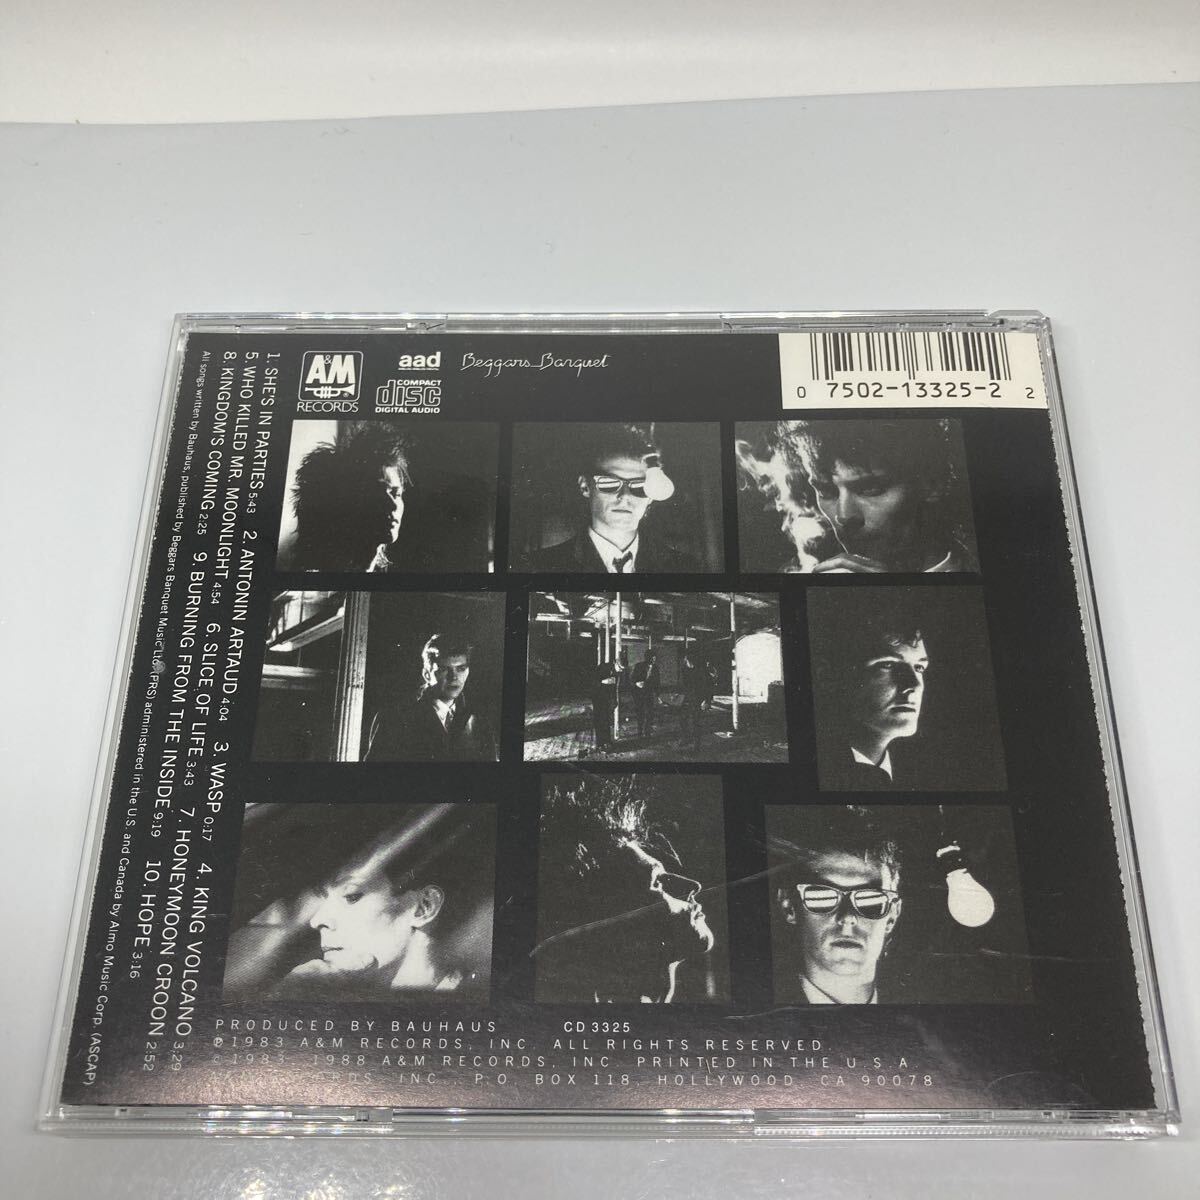 A&M
RECORDS
aad
COMPACT
disc
DIGITAL AUDIO
Beggars Banquet
0 7502-13325-2 2
1. SHE'S IN PARTIES 5:43 2. ANTONIN ARTAUD 4:04 3. WASP 0:17 4. KING VOLCANO 3:29
5. WHO KILLED MR. MOONLIGHT 4:54 6. SLICE OF LIFE 3:43 7. HONEYMOON CROON 2:52
8. KINGDOM'S COMING 2:25 9. BURNING FROM THE INSIDE 9:19 10. HOPE 3:16
All songs written by Bauhaus, published by Beggars Banquet Music Ltd. (PRS) administered in the U.S. and Canada by Almo Music Corp. (ASCAP)
PRODUCED BY BAUHAUS CD 3325
℗1983 A&M RECORDS, INC. ALL RIGHTS RESERVED.
©1983, 1988 A&M RECORDS, INC. PRINTED IN THE U.S.A.
RECORDS, INC., P.O. BOX 118, HOLLYWOOD, CA 90078